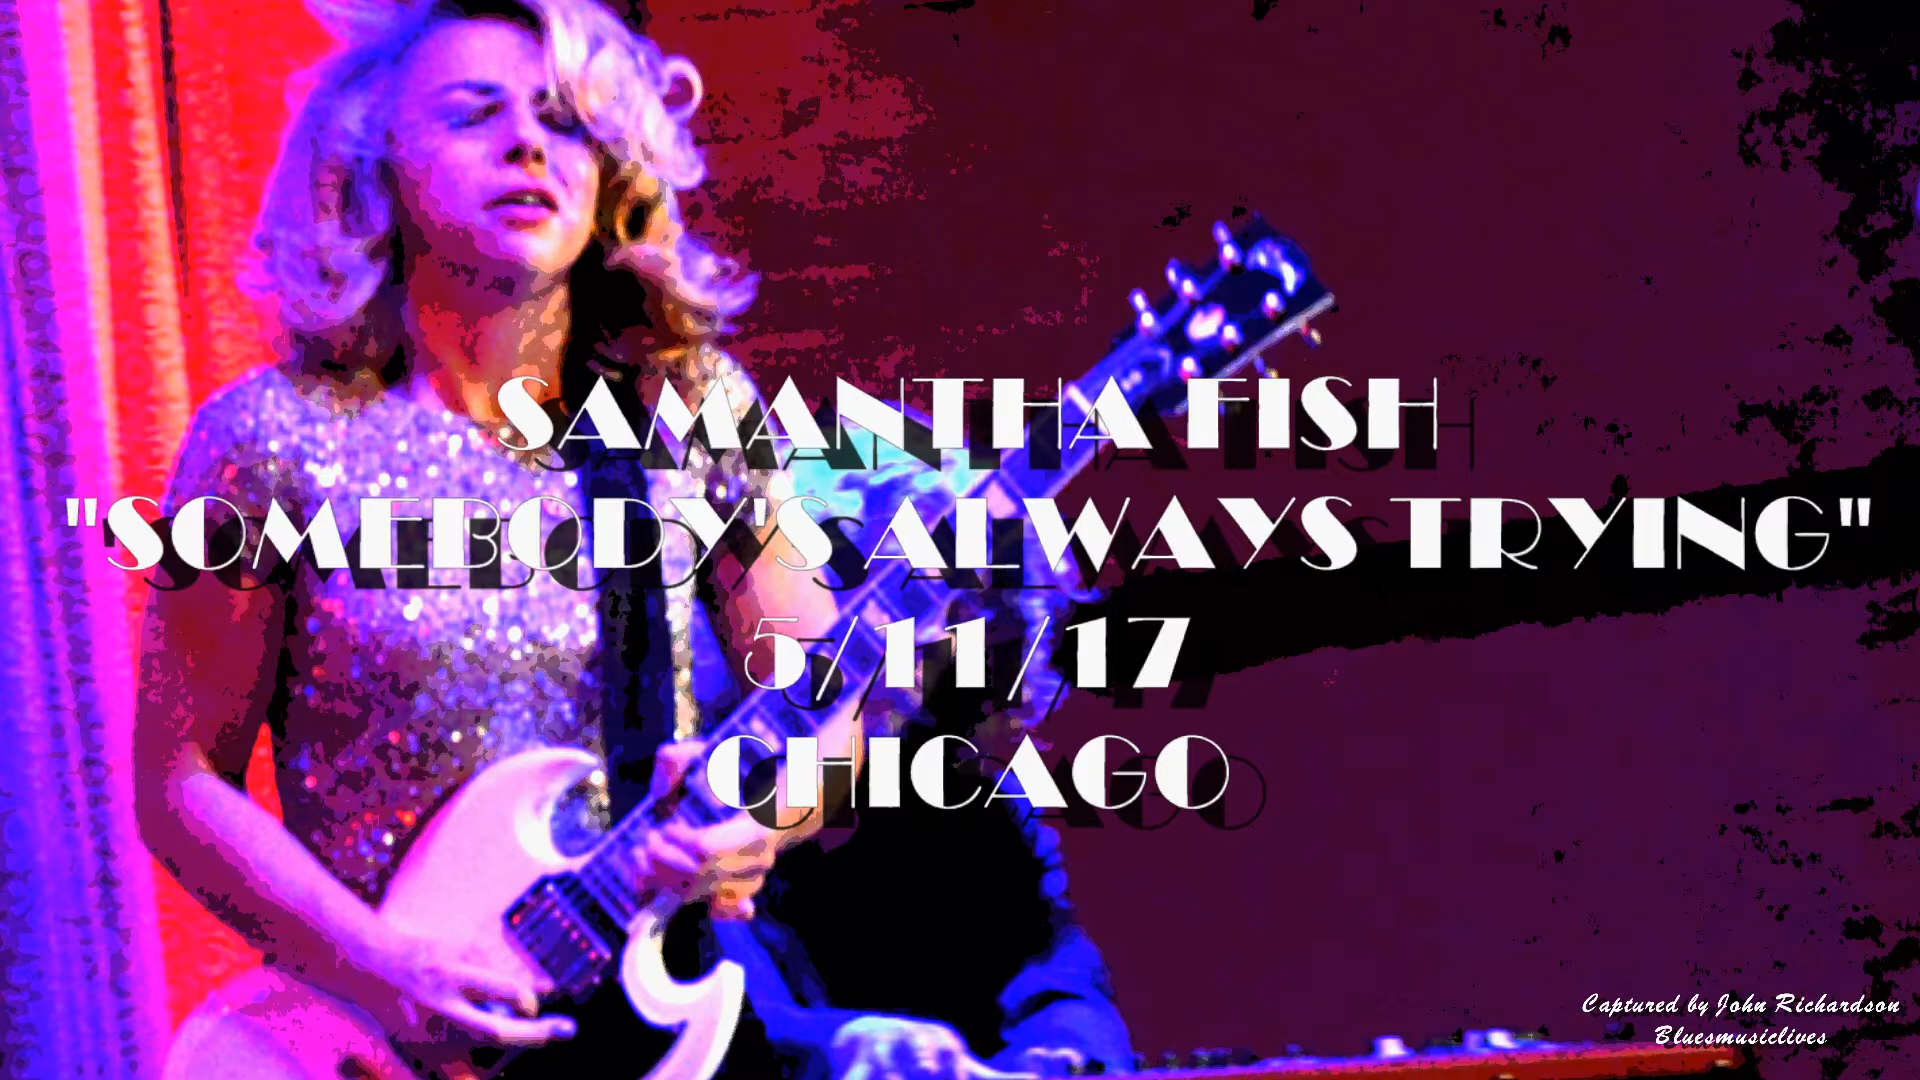 SAMANTHA FISH
"SOMEBODY'S ALWAYS TRYING"
5/11/17
CHICAGO
Captured by John Richardson
Bluesmusiclives